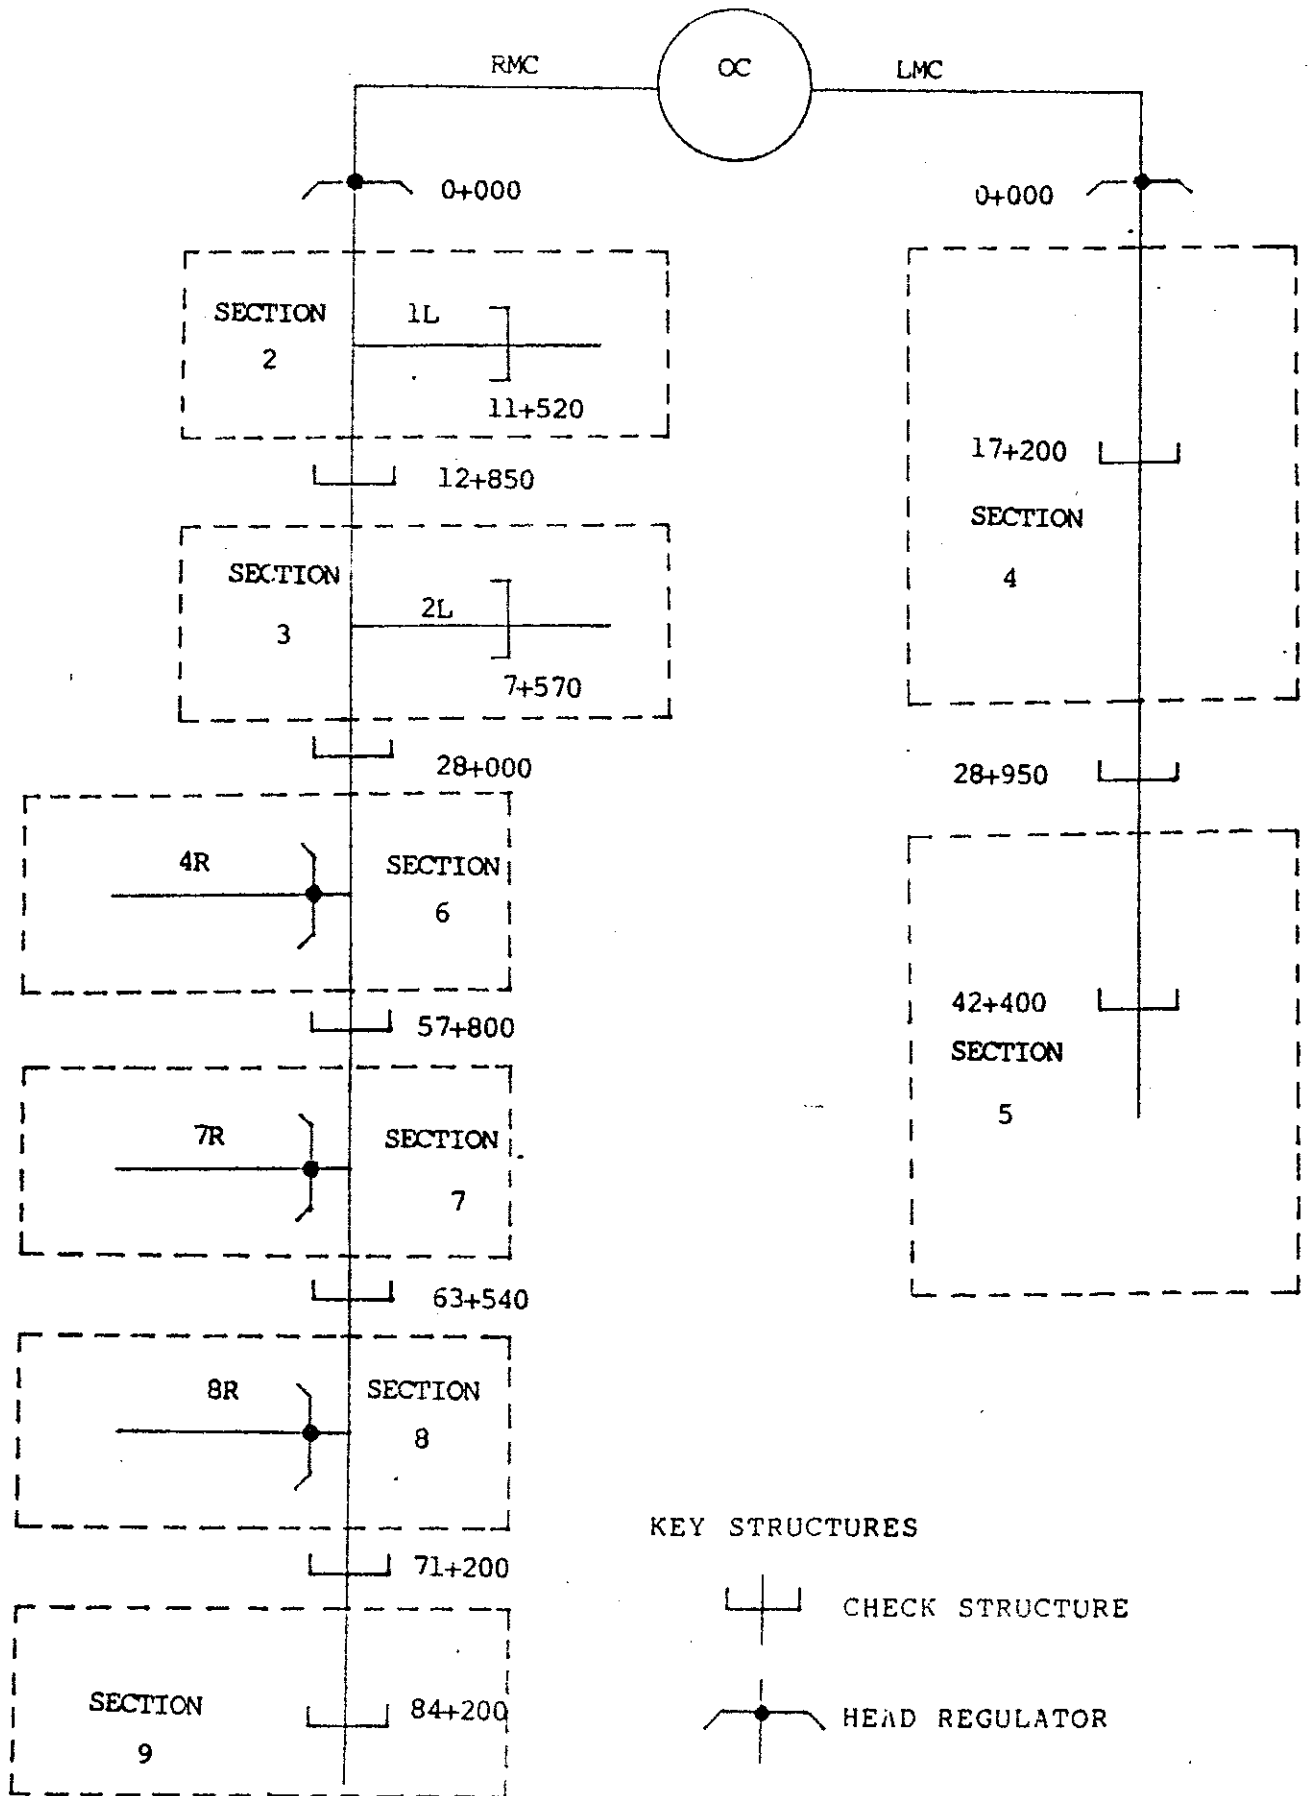 RMC
OC
LMC
0+000
0+000
SECTION
2
1L
11+520
12+850
SECTION
3
2L
7+570
28+000
4R
SECTION
6
57+800
7R
SECTION
7
63+540
8R
SECTION
8
71+200
SECTION
9
84+200
17+200
SECTION
4
28+950
42+400
SECTION
5
KEY STRUCTURES
CHECK STRUCTURE
HEAD REGULATOR